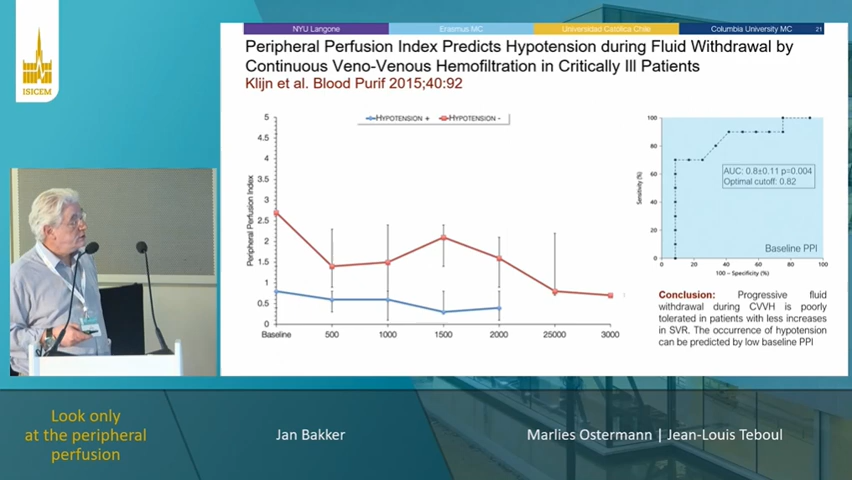 ISICEM
NYU Langone
Erasmus MC
Universidad Catolica Chile
Columbia University MC
21
Peripheral Perfusion Index Predicts Hypotension during Fluid Withdrawal by
Continuous Veno-Venous Hemofiltration in Critically Ill Patients
Klijn et al. Blood Purif 2015;40:92
HYPOTENSION +
HYPOTENSION -
Peripheral Perfusion Index
5
4.5
4
3.5
3
2.5
2
1.5
1
0.5
0
Baseline
500
1000
1500
2000
25000
3000
Sensitivity (%)
100
80
60
40
20
0
AUC: 0.8±0.11 p=0.004
Optimal cutoff: 0.82
Baseline PPI
0
20
40
60
80
100
100 - Specificity (%)
Conclusion: Progressive fluid
withdrawal during CVVH is poorly
tolerated in patients with less increases
in SVR. The occurrence of hypotension
can be predicted by low baseline PPI
Look only
at the peripheral
perfusion
Jan Bakker
Marlies Ostermann | Jean-Louis Teboul